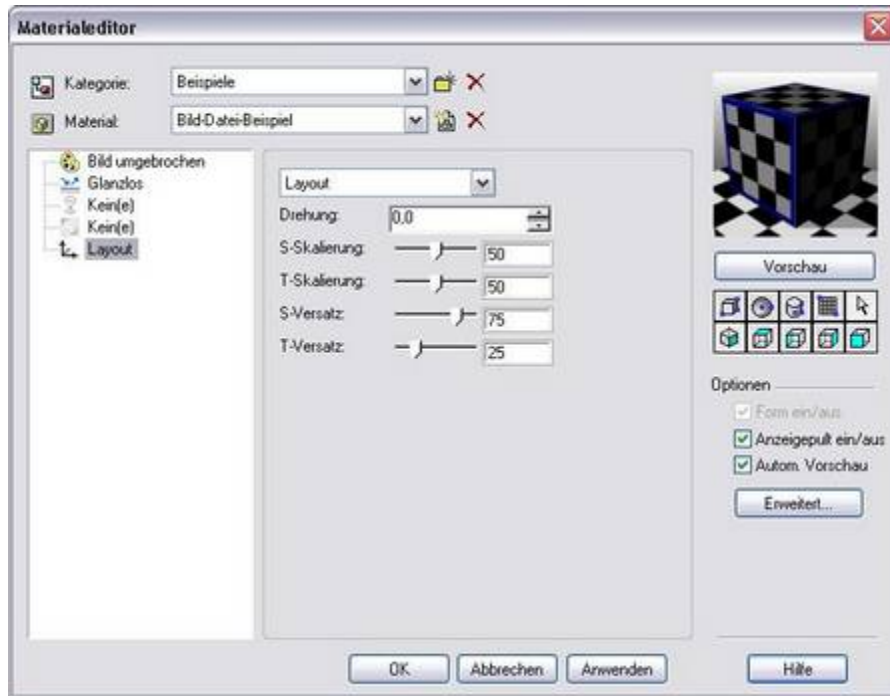 Materialeditor
Kategorie:
Beispiele
Material:
Bild-Datei-Beispiel
Bild umgebrochen
Glanzlos
Kein(e)
Kein(e)
Layout
Layout
Drehung:
0,0
S-Skalierung:
50
T-Skalierung:
50
S-Versatz:
75
T-Versatz:
25
Vorschau
Optionen
Form ein/aus
Anzeigepult ein/aus
Autom. Vorschau
Erweitert...
OK
Abbrechen
Anwenden
Hilfe